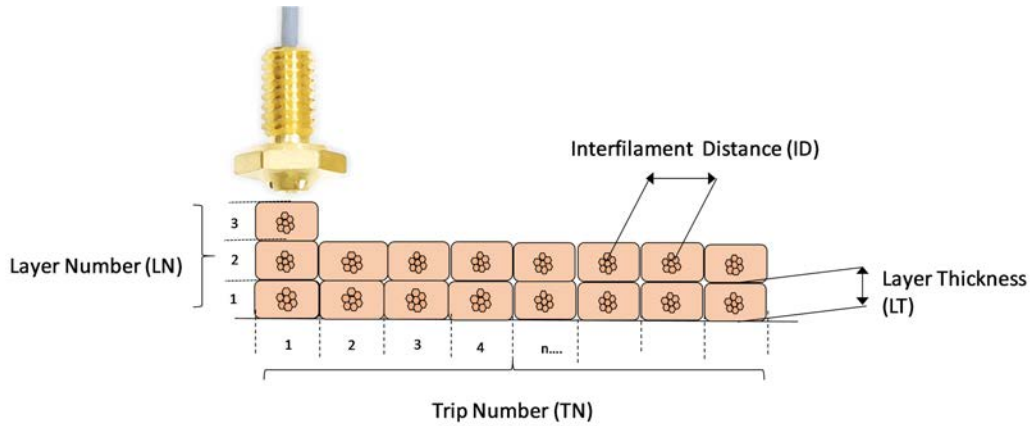 Interfilament Distance (ID)
3
Layer Number (LN)
2
Layer Thickness
(LT)
1
1 2 3 4 n....
Trip Number (TN)